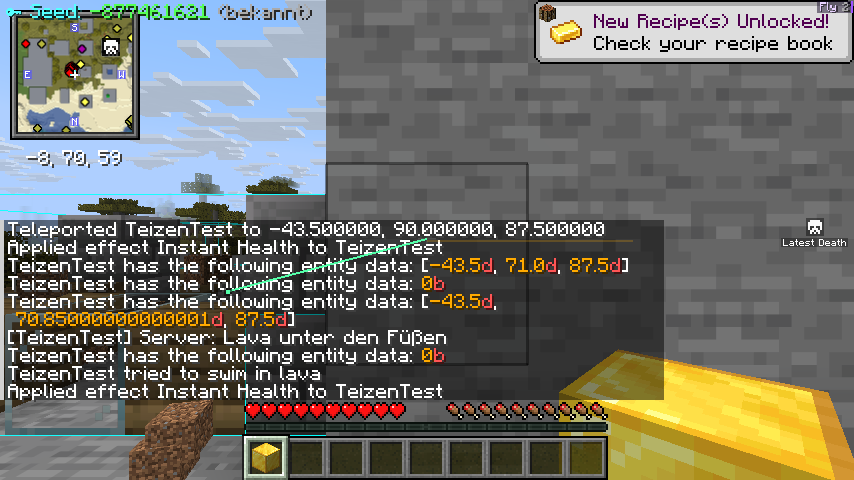 Seed: -877461621 (bekannt)
Fly 2
New Recipe(s) Unlocked!
Check your recipe book
S
E
W
N
-8, 70, 59
Latest Death
Teleported TeizenTest to -43.500000, 90.000000, 87.500000
Applied effect Instant Health to TeizenTest
TeizenTest has the following entity data: [-43.5d, 71.0d, 87.5d]
TeizenTest has the following entity data: 0b
TeizenTest has the following entity data: [-43.5d,
70.850000000000001d, 87.5d]
[TeizenTest] Server: Lava unter den Füßen
TeizenTest has the following entity data: 0b
TeizenTest tried to swim in lava
Applied effect Instant Health to TeizenTest